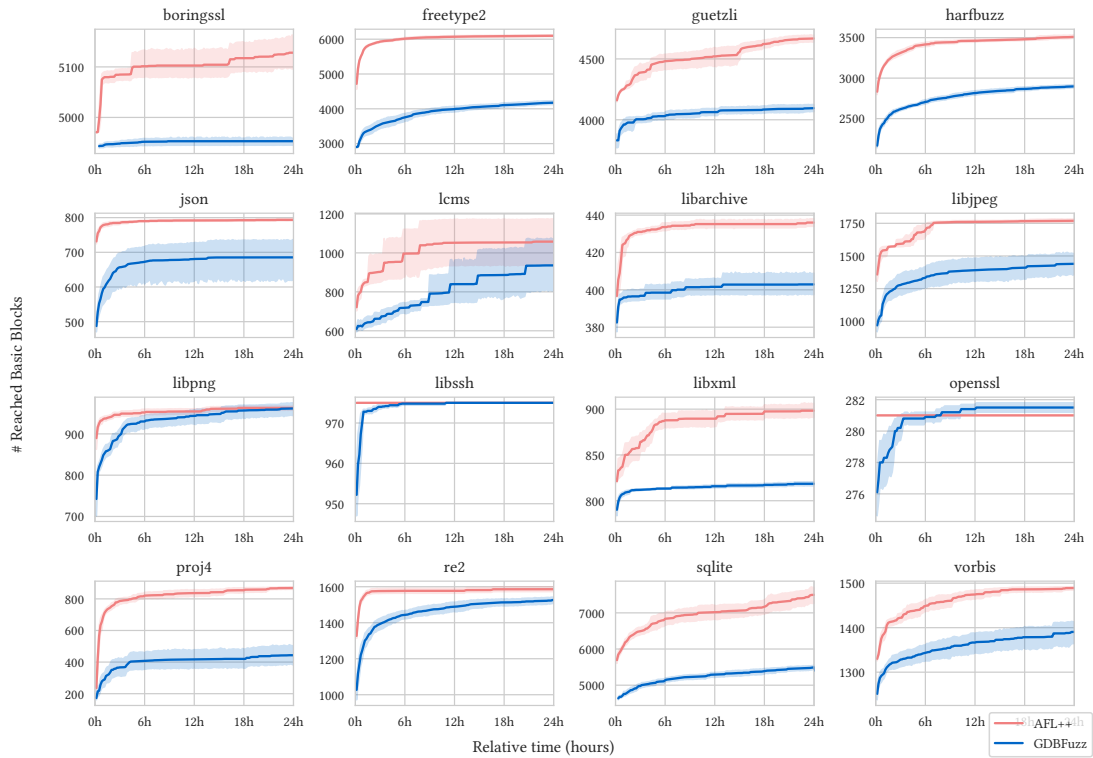 boringssl freetype2 guetzli harfbuzz
5100 6000 4500 3500
5000 5000 4000 3000
4000 2500
3000
0h 6h 12h 18h 24h 0h 6h 12h 18h 24h 0h 6h 12h 18h 24h 0h 6h 12h 18h 24h
json lcms libarchive libjpeg
800 1200 440 1750
700 1000 420 1500
600 800 400 1250
500 600 380 1000
0h 6h 12h 18h 24h 0h 6h 12h 18h 24h 0h 6h 12h 18h 24h 0h 6h 12h 18h 24h
# Reached Basic Blocks
libpng libssh libxml openssl
900 970 900 282
800 960 850 280
700 950 800 278
276
0h 6h 12h 18h 24h 0h 6h 12h 18h 24h 0h 6h 12h 18h 24h 0h 6h 12h 18h 24h
proj4 re2 sqlite vorbis
800 1600 7000 1500
600 1400 6000 1400
400 1200 5000 1300
200 1000
0h 6h 12h 18h 24h 0h 6h 12h 18h 24h 0h 6h 12h 18h 24h 0h 6h 12h 18h 24h
AFL++
GDBFuzz
Relative time (hours)